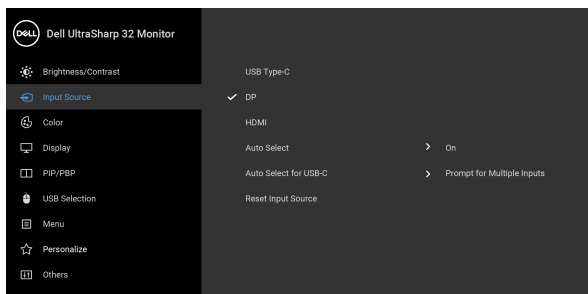 DELL Dell UltraSharp 32 Monitor
Brightness/Contrast
USB Type-C
Input Source
DP
Color
HDMI
Display
Auto Select
On
PIP/PBP
Auto Select for USB-C
Prompt for Multiple Inputs
USB Selection
Reset Input Source
Menu
Personalize
Others